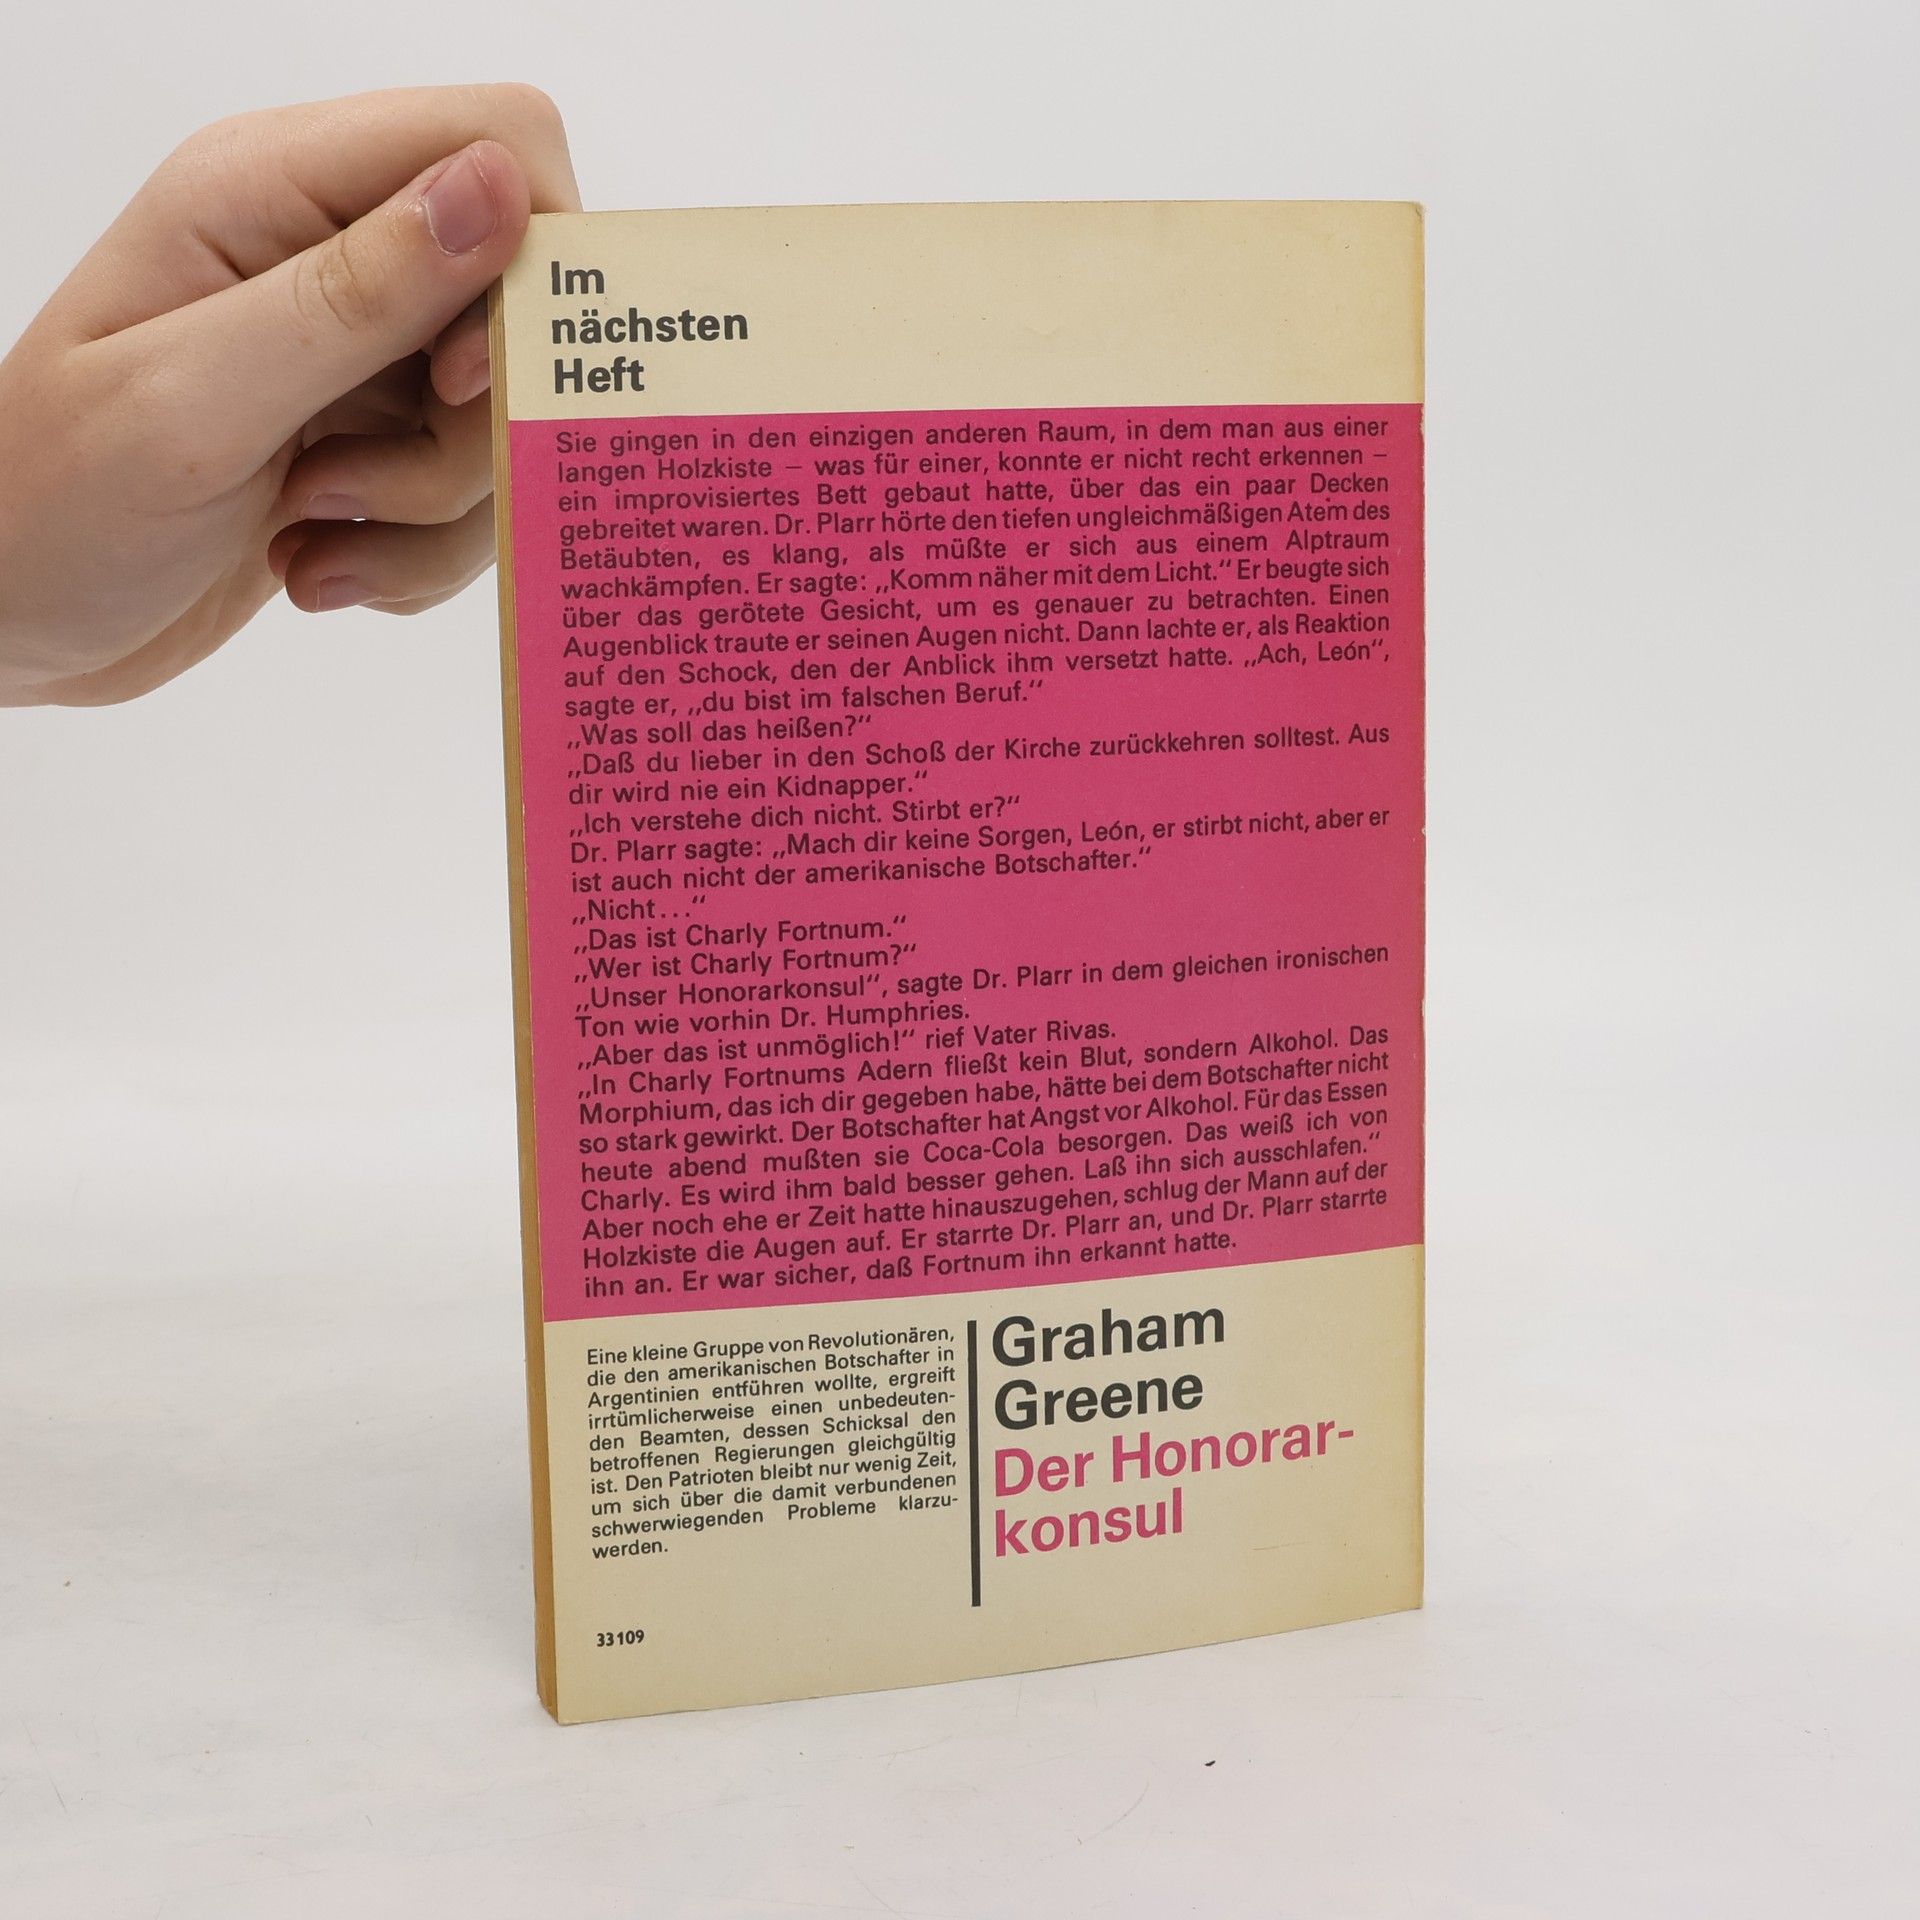 Im
nächsten
Heft
Sie gingen in den einzigen anderen Raum, in dem man aus einer
langen Holzkiste – was für einer, konnte er nicht recht erkennen –
ein improvisiertes Bett gebaut hatte, über das ein paar Decken
gebreitet waren. Dr. Plarr hörte den tiefen ungleichmäßigen Atem des
Betäubten, es klang, als müßte er sich aus einem Alptraum
wachkämpfen. Er sagte: „Komm näher mit dem Licht.“ Er beugte sich
über das gerötete Gesicht, um es genauer zu betrachten. Einen
Augenblick traute er seinen Augen nicht. Dann lachte er, als Reaktion
auf den Schock, den der Anblick ihm versetzt hatte. „Ach, León“,
sagte er, „du bist im falschen Beruf.“
„Was soll das heißen?“
„Daß du lieber in den Schoß der Kirche zurückkehren solltest. Aus
dir wird nie ein Kidnapper.“
„Ich verstehe dich nicht. Stirbt er?“
Dr. Plarr sagte: „Mach dir keine Sorgen, León, er stirbt nicht, aber er
ist auch nicht der amerikanische Botschafter.“
„Nicht...“
„Das ist Charly Fortnum.“
„Wer ist Charly Fortnum?“
„Unser Honorarkonsul“, sagte Dr. Plarr in dem gleichen ironischen
Ton wie vorhin Dr. Humphries.
„Aber das ist unmöglich!“ rief Vater Rivas.
„In Charly Fortnums Adern fließt kein Blut, sondern Alkohol. Das
Morphium, das ich dir gegeben habe, hätte bei dem Botschafter nicht
so stark gewirkt. Der Botschafter hat Angst vor Alkohol. Für das Essen
heute abend mußten sie Coca-Cola besorgen. Das weiß ich von
Charly. Es wird ihm bald besser gehen. Laß ihn sich ausschlafen.“
Aber noch ehe er Zeit hatte hinauszugehen, schlug der Mann auf der
Holzkiste die Augen auf. Er starrte Dr. Plarr an, und Dr. Plarr starrte
ihn an. Er war sicher, daß Fortnum ihn erkannt hatte.
Eine kleine Gruppe von Revolutionären,
die den amerikanischen Botschafter in
Argentinien entführen wollte, ergreift
irrtümlicherweise einen unbedeuten-
den Beamten, dessen Schicksal den
betroffenen Regierungen gleichgültig
ist. Den Patrioten bleibt nur wenig Zeit,
um sich über die damit verbundenen
schwerwiegenden Probleme klarzu-
werden.
33109
Graham
Greene
Der Honorar-
konsul